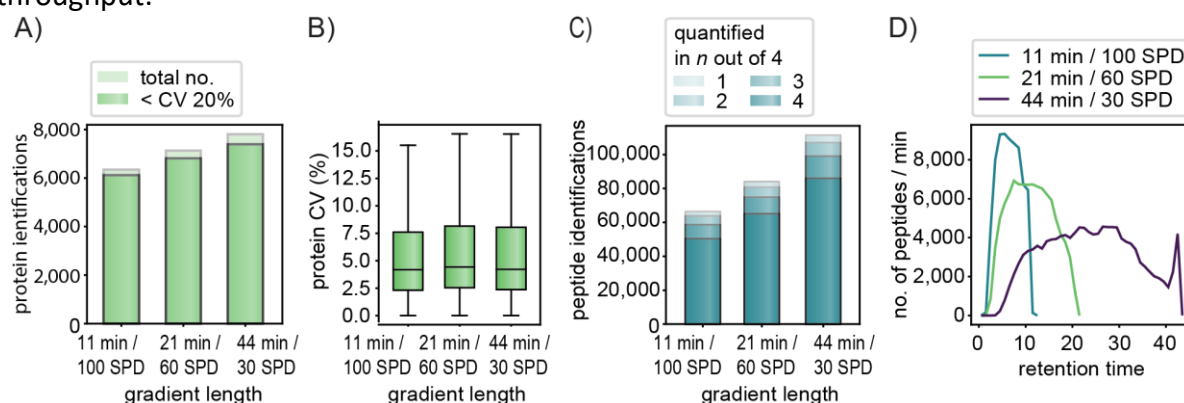 throughput.
A)
total no.
< CV 20%
protein ientifications
8,000
6,000
4,000
2,000
0
11 min / 21 min / 44 min /
100 SPD 60 SPD 30 SPD
gradient length
B)
protein CV (%)
15.0
12.5
10.0
7.5
5.0
2.5
0.0
11 min / 21 min / 44 min /
100 SPD 60 SPD 30 SPD
gradient length
C)
quantified
in n out of 4
1 3
2 4
peptide identifications
100,000
80,000
60,000
40,000
20,000
0
11 min / 21 min / 44 min /
100 SPD 60 SPD 30 SPD
gradient length
D)
11 min / 100 SPD
21 min / 60 SPD
44 min / 30 SPD
no. of peptides / min
8,000
6,000
4,000
2,000
0
0 10 20 30 40
retention time